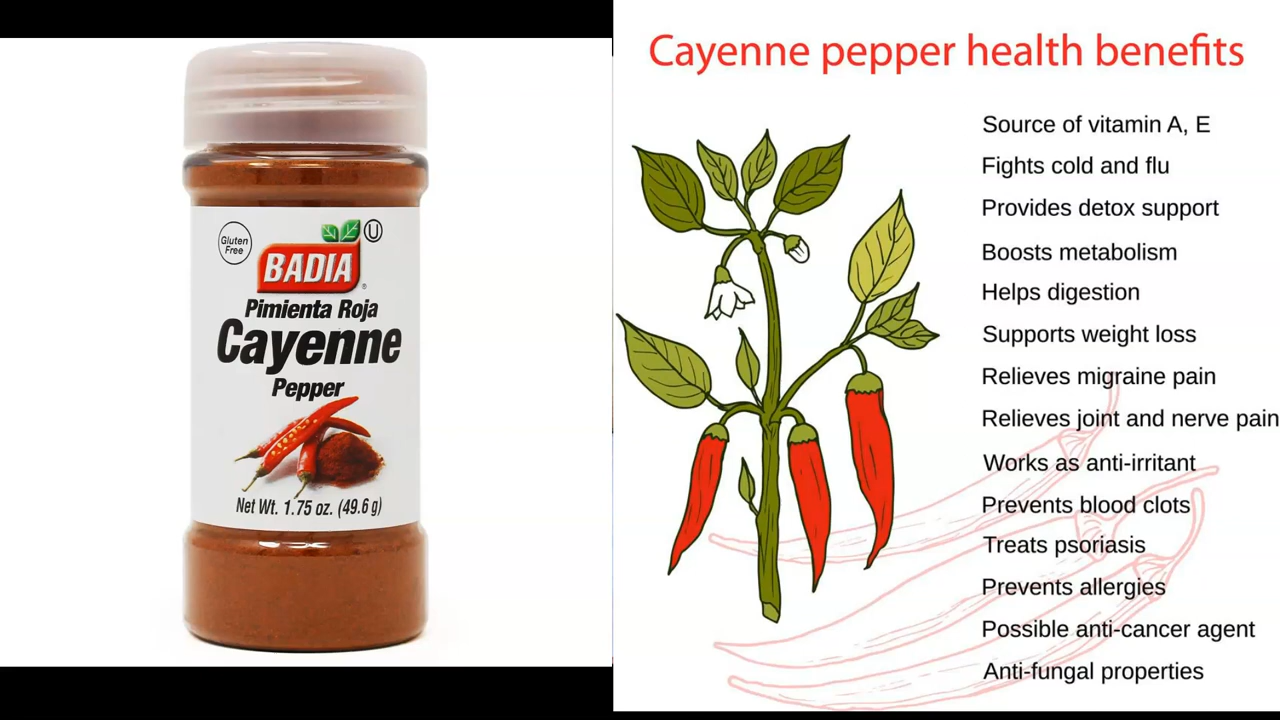 Gluten
Free
U
BADIA
®
Pimienta Roja
Cayenne
Pepper
Net Wt. 1.75 oz. (49.6 g)
Cayenne pepper health benefits
Source of vitamin A, E
Fights cold and flu
Provides detox support
Boosts metabolism
Helps digestion
Supports weight loss
Relieves migraine pain
Relieves joint and nerve pain
Works as anti-irritant
Prevents blood clots
Treats psoriasis
Prevents allergies
Possible anti-cancer agent
Anti-fungal properties